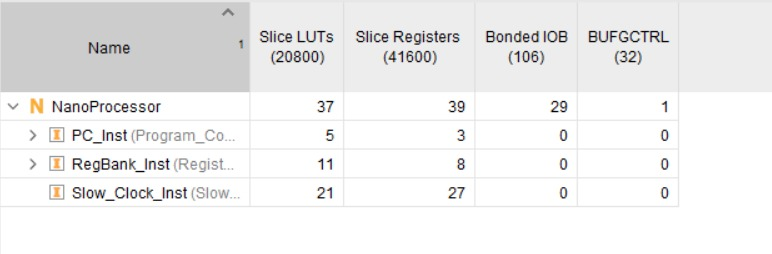 Name 1 Slice LUTs (20800) Slice Registers (41600) Bonded IOB (106) BUFGCTRL (32)
N NanoProcessor 37 39 29 1
I PC_Inst (Program_Co... 5 3 0 0
I RegBank_Inst (Regist... 11 8 0 0
I Slow_Clock_Inst (Slow... 21 27 0 0